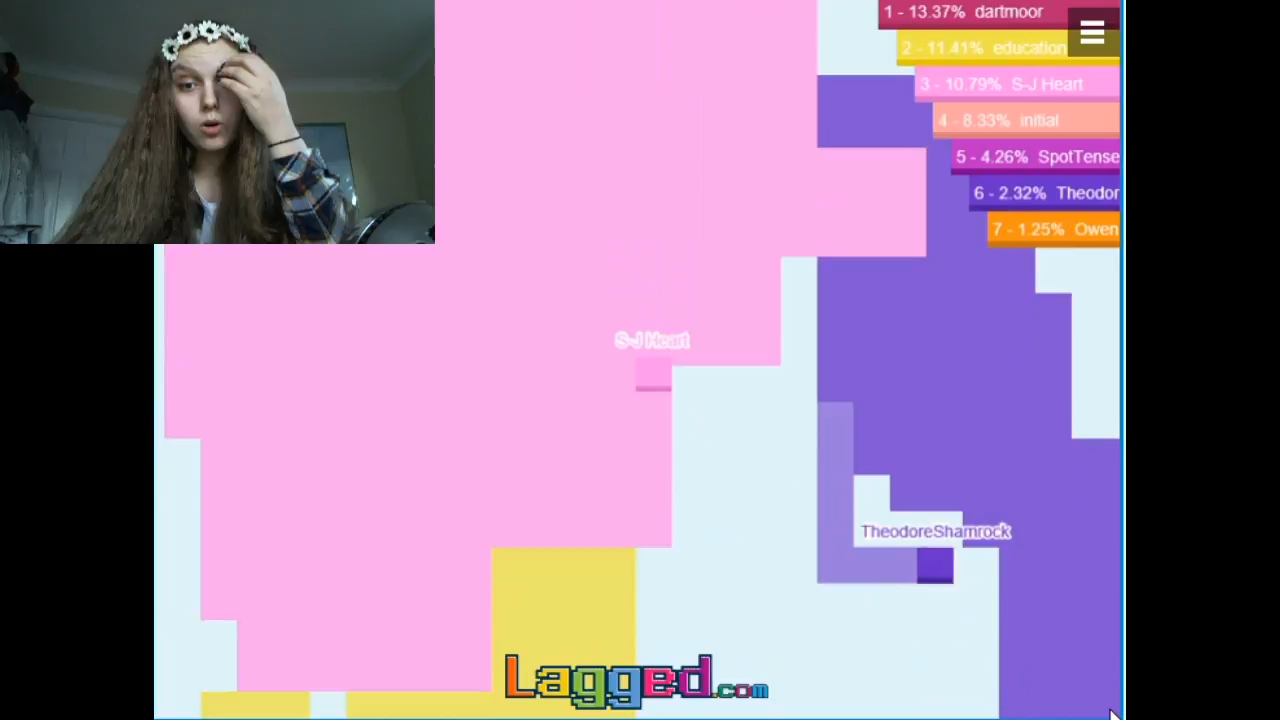 1 - 13.37% dartmoor
2 - 11.41% education
3 - 10.79% S-J Heart
4 - 8.33% initial
5 - 4.26% SpotTense
6 - 2.32% Theodor
7 - 1.25% Owen
S-J Heart
TheodoreShamrock
Lagged.com